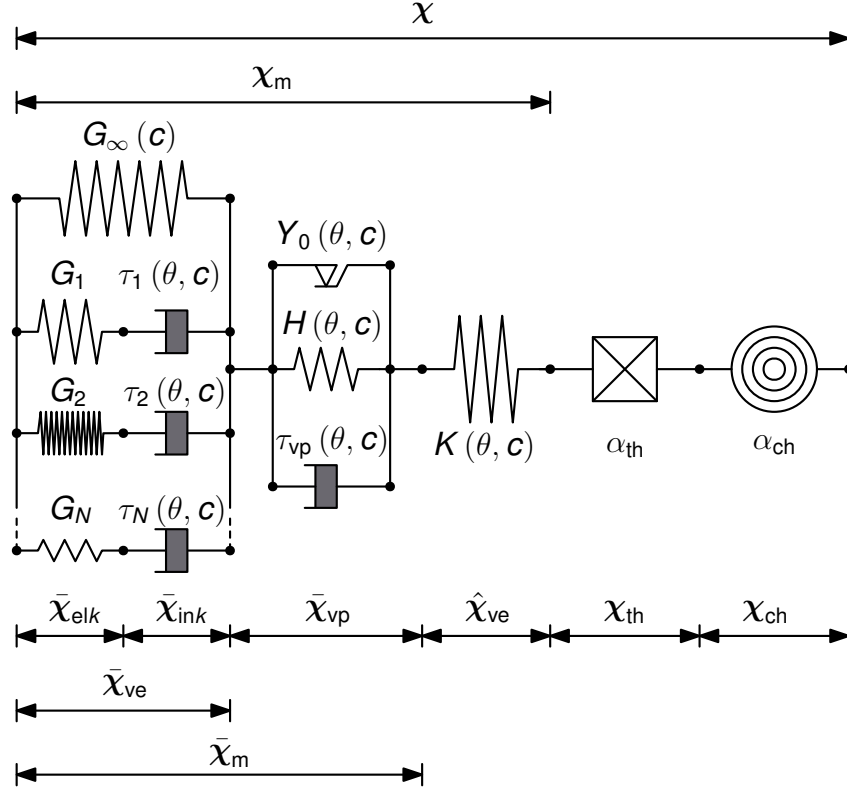 χ
χm
G∞ (c)
Y0 (θ, c)
G1 τ1 (θ, c)
H (θ, c)
G2 τ2 (θ, c)
τvp (θ, c) K (θ, c) αth αch
GN τN (θ, c)
χ̄elk χ̄ink χ̄vp χ̂ve χth χch
χ̄ve
χ̄m